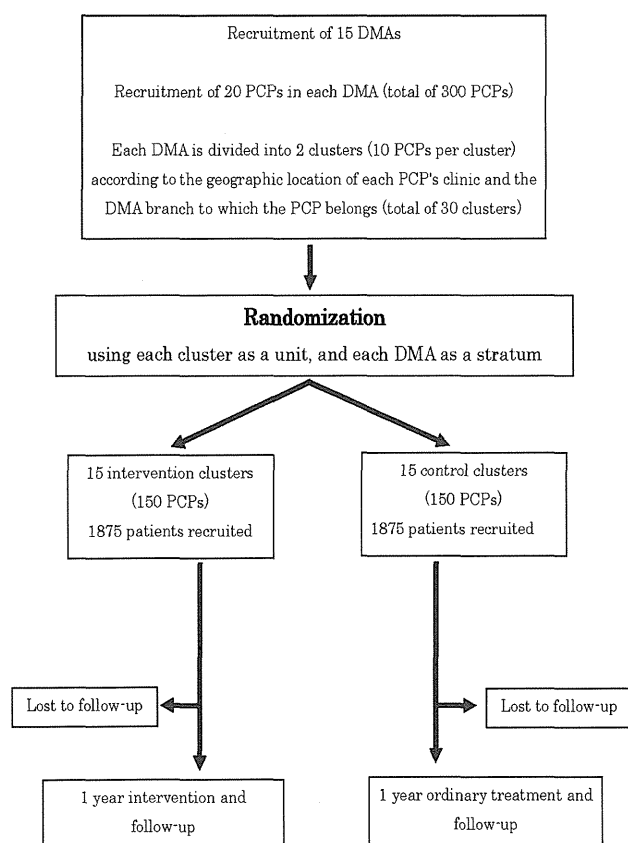 Recruitment of 15 DMAs
Recruitment of 20 PCPs in each DMA (total of 300 PCPs)
Each DMA is divided into 2 clusters (10 PCPs per cluster)
according to the geographic location of each PCP's clinic and the
DMA branch to which the PCP belongs (total of 30 clusters)
Randomization
using each cluster as a unit, and each DMA as a stratum
15 intervention clusters
(150 PCPs)
1875 patients recruited
15 control clusters
(150 PCPs)
1875 patients recruited
Lost to follow-up
Lost to follow-up
1 year intervention and
follow-up
1 year ordinary treatment and
follow-up